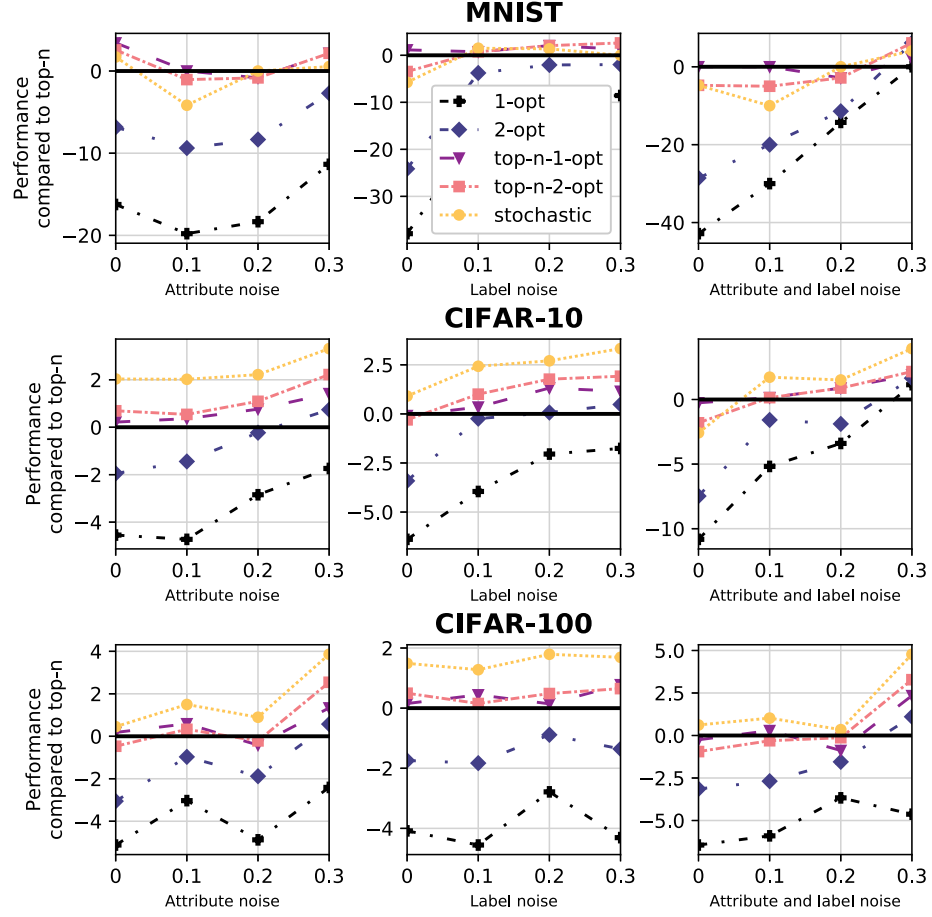 MNIST
Performance
compared to top-n
0
−10
−20
0 0.1 0.2 0.3
Attribute noise
0
−10
−20
−30
0 0.1 0.2 0.3
Label noise
1-opt
2-opt
top-n-1-opt
top-n-2-opt
stochastic
0
−20
−40
0 0.1 0.2 0.3
Attribute and label noise
CIFAR-10
Performance
compared to top-n
2
0
−2
−4
0 0.1 0.2 0.3
Attribute noise
2.5
0.0
−2.5
−5.0
0 0.1 0.2 0.3
Label noise
0
−5
−10
0 0.1 0.2 0.3
Attribute and label noise
CIFAR-100
Performance
compared to top-n
4
2
0
−2
−4
0 0.1 0.2 0.3
Attribute noise
2
0
−2
−4
0 0.1 0.2 0.3
Label noise
5.0
2.5
0.0
−2.5
−5.0
0 0.1 0.2 0.3
Attribute and label noise